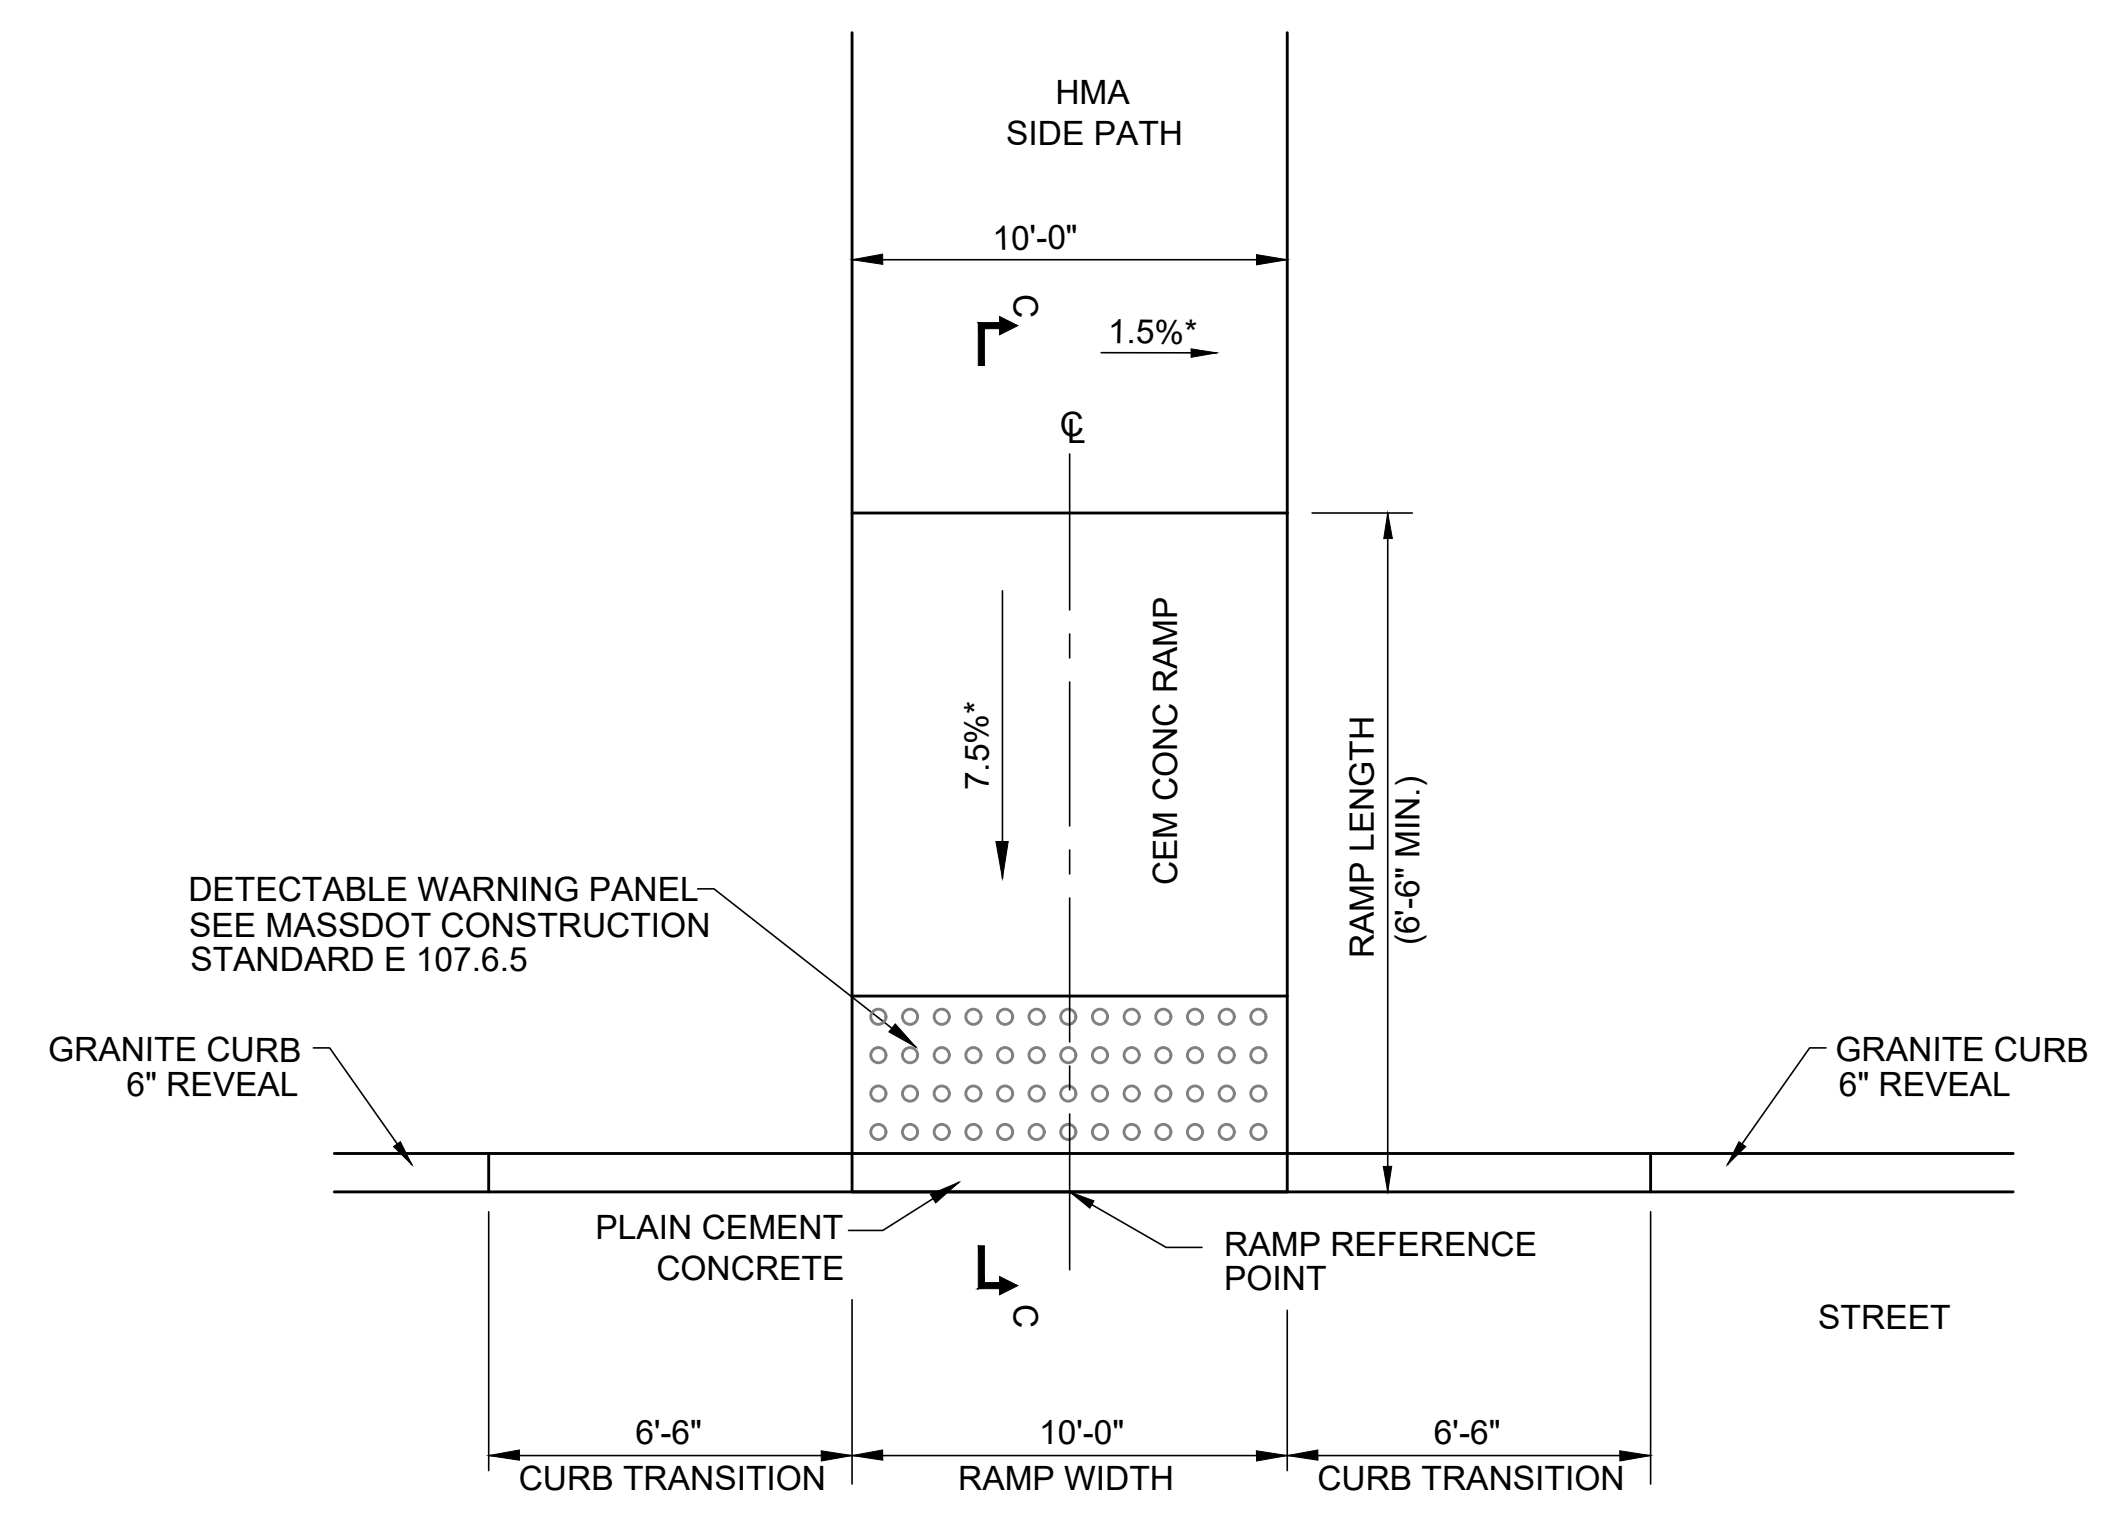 HMA
SIDE PATH
10'-0"
C
1.5%*
℄
7.5%*
CEM CONC RAMP
RAMP LENGTH
(6'-6" MIN.)
DETECTABLE WARNING PANEL
SEE MASSDOT CONSTRUCTION
STANDARD E 107.6.5
GRANITE CURB
6" REVEAL
GRANITE CURB
6" REVEAL
PLAIN CEMENT
CONCRETE
RAMP REFERENCE
POINT
C
STREET
6'-6"
CURB TRANSITION
10'-0"
RAMP WIDTH
6'-6"
CURB TRANSITION